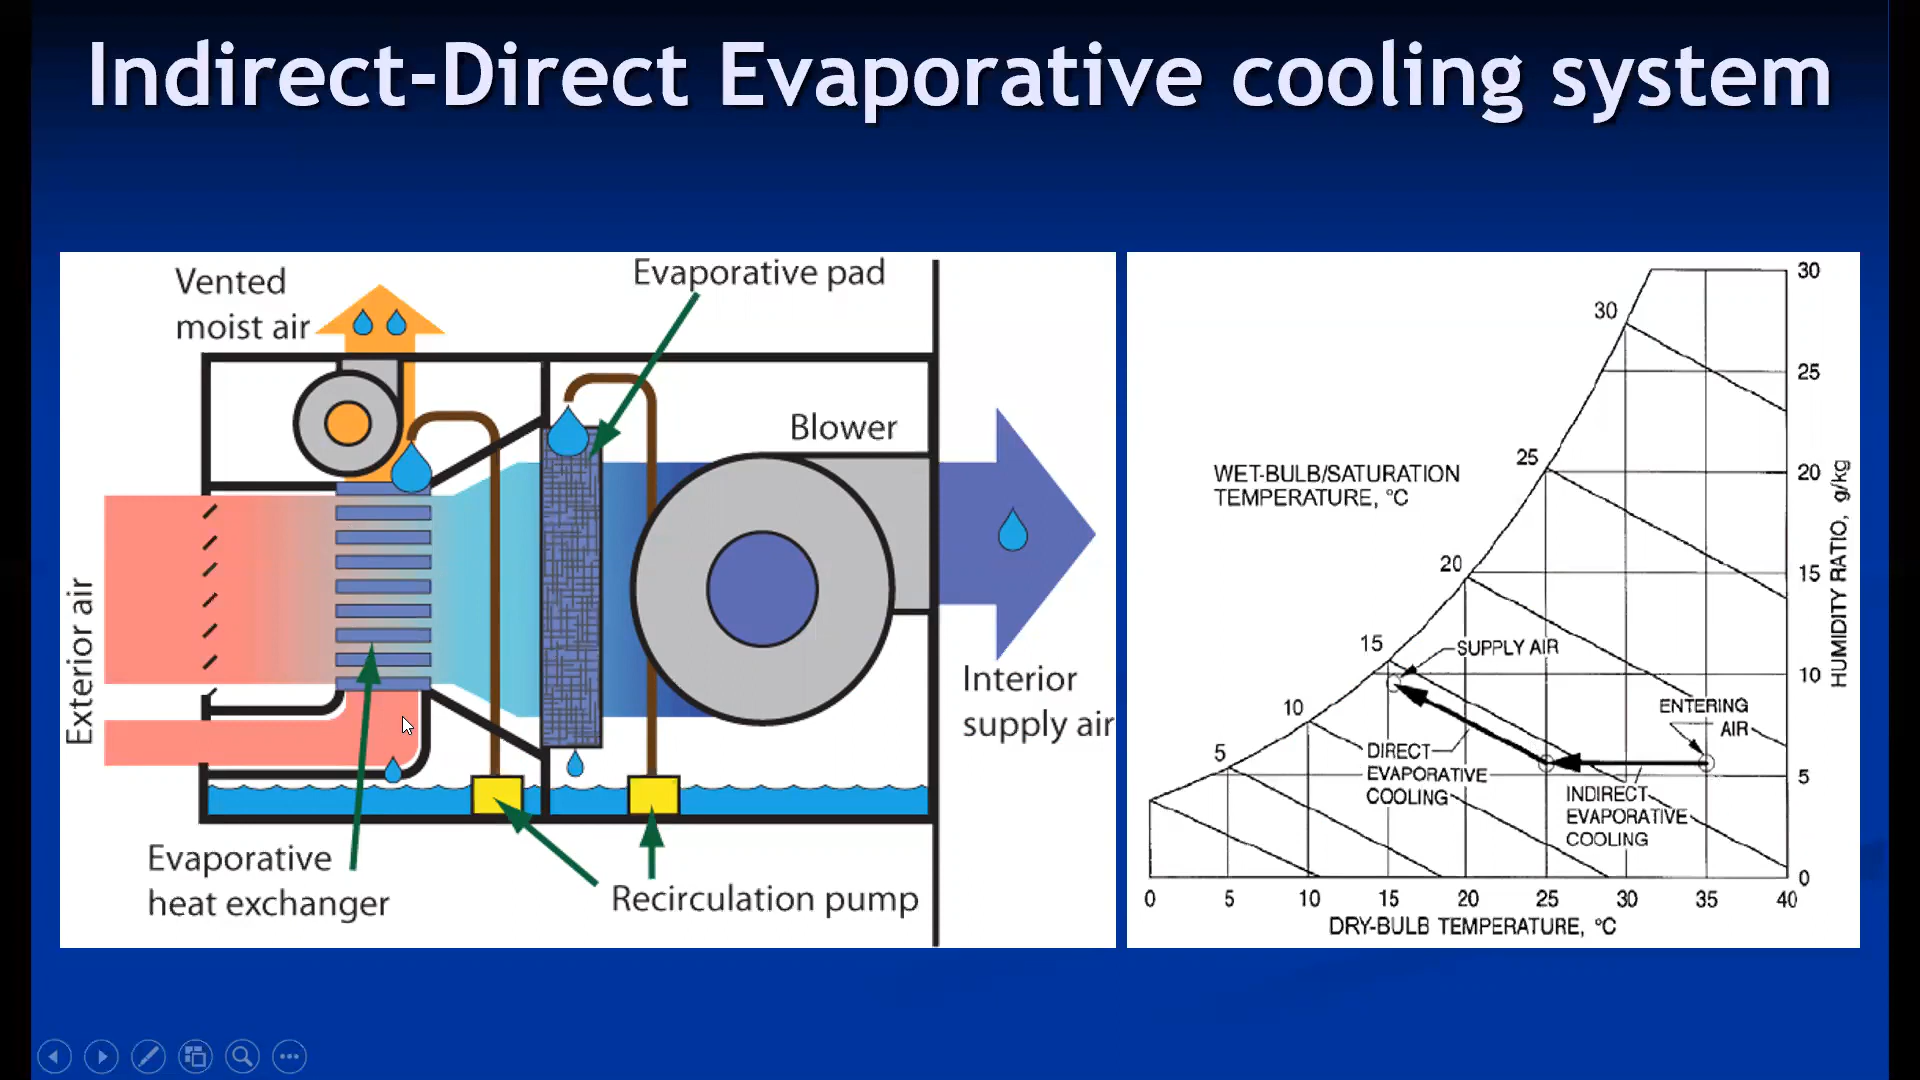 Indirect-Direct Evaporative cooling system
Vented
moist air
Evaporative pad
Blower
Exterior air
Interior
supply air
Evaporative
heat exchanger
Recirculation pump
WET-BULB/SATURATION
TEMPERATURE, °C
30
25
20
15
10
5
SUPPLY AIR
ENTERING
AIR
DIRECT
EVAPORATIVE
COOLING
INDIRECT
EVAPORATIVE
COOLING
30
25
20
15
10
5
0
HUMIDITY RATIO, g/kg
0 5 10 15 20 25 30 35 40
DRY-BULB TEMPERATURE, °C